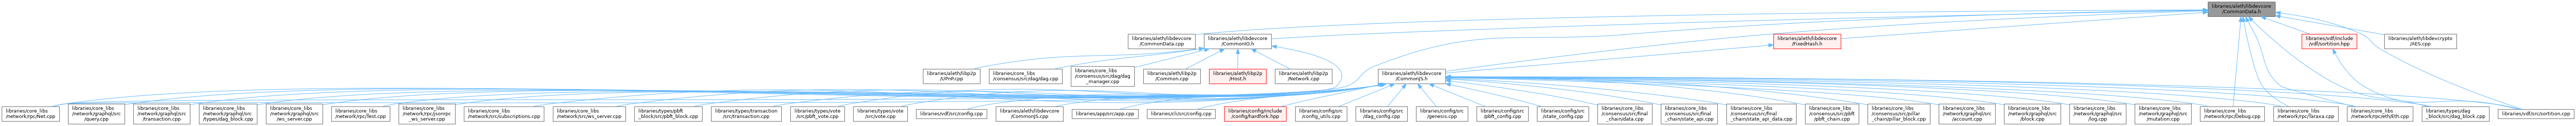 libraries/aleth/libdevcore
/CommonData.h
libraries/aleth/libdevcore
/CommonData.cpp
libraries/aleth/libdevcore
/CommonIO.h
libraries/aleth/libdevcore
/FixedHash.h
libraries/vdf/include
/vdf/sortition.hpp
libraries/aleth/libdevcrypto
/AES.cpp
libraries/aleth/libp2p
/UPnP.cpp
libraries/core_libs
/consensus/src/dag/dag.cpp
libraries/core_libs
/consensus/src/dag/dag
_manager.cpp
libraries/aleth/libp2p
/Common.cpp
libraries/aleth/libp2p
/Host.h
libraries/aleth/libp2p
/Network.cpp
libraries/aleth/libdevcore
/CommonJS.h
libraries/core_libs
/network/rpc/Net.cpp
libraries/core_libs
/network/graphql/src
/query.cpp
libraries/core_libs
/network/graphql/src
/transaction.cpp
libraries/core_libs
/network/graphql/src
/types/dag_block.cpp
libraries/core_libs
/network/graphql/src
/ws_server.cpp
libraries/core_libs
/network/rpc/Test.cpp
libraries/core_libs
/network/rpc/jsonrpc
_ws_server.cpp
libraries/core_libs
/network/src/subscriptions.cpp
libraries/core_libs
/network/src/ws_server.cpp
libraries/types/pbft
_block/src/pbft_block.cpp
libraries/types/transaction
/src/transaction.cpp
libraries/types/vote
/src/pbft_vote.cpp
libraries/types/vote
/src/vote.cpp
libraries/vdf/src/config.cpp
libraries/aleth/libdevcore
/CommonJS.cpp
libraries/app/src/app.cpp
libraries/cli/src/config.cpp
libraries/config/include
/config/hardfork.hpp
libraries/config/src
/config_utils.cpp
libraries/config/src
/dag_config.cpp
libraries/config/src
/genesis.cpp
libraries/config/src
/pbft_config.cpp
libraries/config/src
/state_config.cpp
libraries/core_libs
/consensus/src/final
_chain/data.cpp
libraries/core_libs
/consensus/src/final
_chain/state_api.cpp
libraries/core_libs
/consensus/src/final
_chain/state_api_data.cpp
libraries/core_libs
/consensus/src/pbft
/pbft_chain.cpp
libraries/core_libs
/consensus/src/pillar
_chain/pillar_block.cpp
libraries/core_libs
/network/graphql/src
/account.cpp
libraries/core_libs
/network/graphql/src
/block.cpp
libraries/core_libs
/network/graphql/src
/log.cpp
libraries/core_libs
/network/graphql/src
/mutation.cpp
libraries/core_libs
/network/rpc/Debug.cpp
libraries/core_libs
/network/rpc/Taraxa.cpp
libraries/core_libs
/network/rpc/eth/Eth.cpp
libraries/types/dag
_block/src/dag_block.cpp
libraries/vdf/src/sortition.cpp